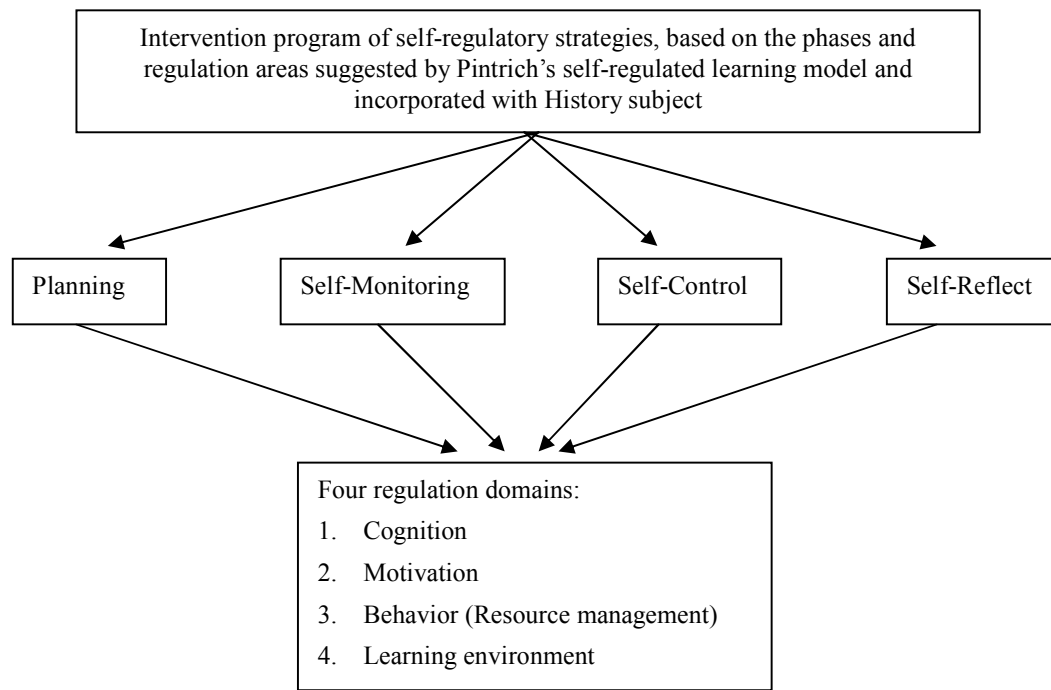 Intervention program of self-regulatory strategies, based on the phases and
regulation areas suggested by Pintrich's self-regulated learning model and
incorporated with History subject
Planning
Self-Monitoring
Self-Control
Self-Reflect
Four regulation domains:
1. Cognition
2. Motivation
3. Behavior (Resource management)
4. Learning environment